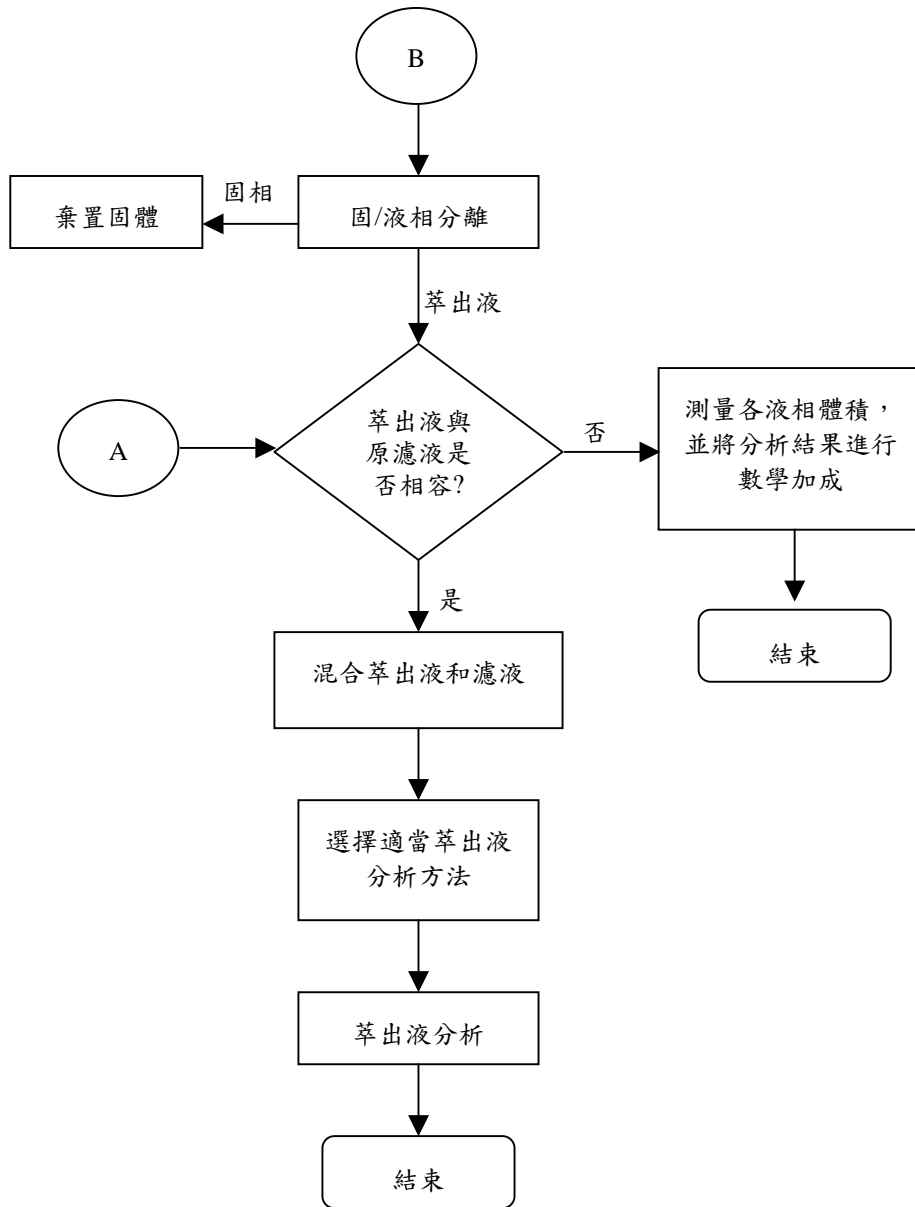 B
固相
棄置固體
固/液相分離
萃出液
A
萃出液與
原濾液是
否相容?
否
測量各液相體積，
並將分析結果進行
數學加成
是
結束
混合萃出液和濾液
選擇適當萃出液
分析方法
萃出液分析
結束